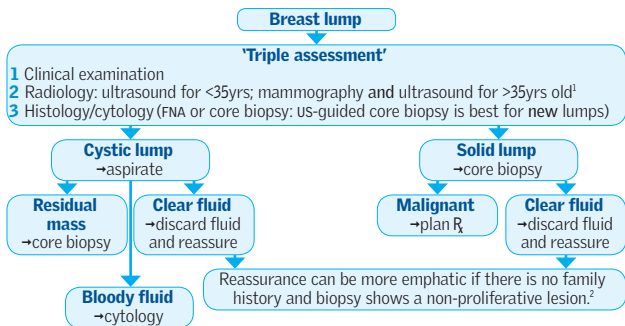 Breast lump
‘Triple assessment’
1 Clinical examination
2 Radiology: ultrasound for <35yrs; mammography and ultrasound for >35yrs old1
3 Histology/cytology (FNA or core biopsy: US-guided core biopsy is best for new lumps)
Cystic lump
→aspirate
Solid lump
→core biopsy
Residual
mass
→core biopsy
Clear fluid
→discard fluid
and reassure
Malignant
→plan ℞
Clear fluid
→discard fluid
and reassure
Bloody fluid
→cytology
Reassurance can be more emphatic if there is no family
history and biopsy shows a non-proliferative lesion.2